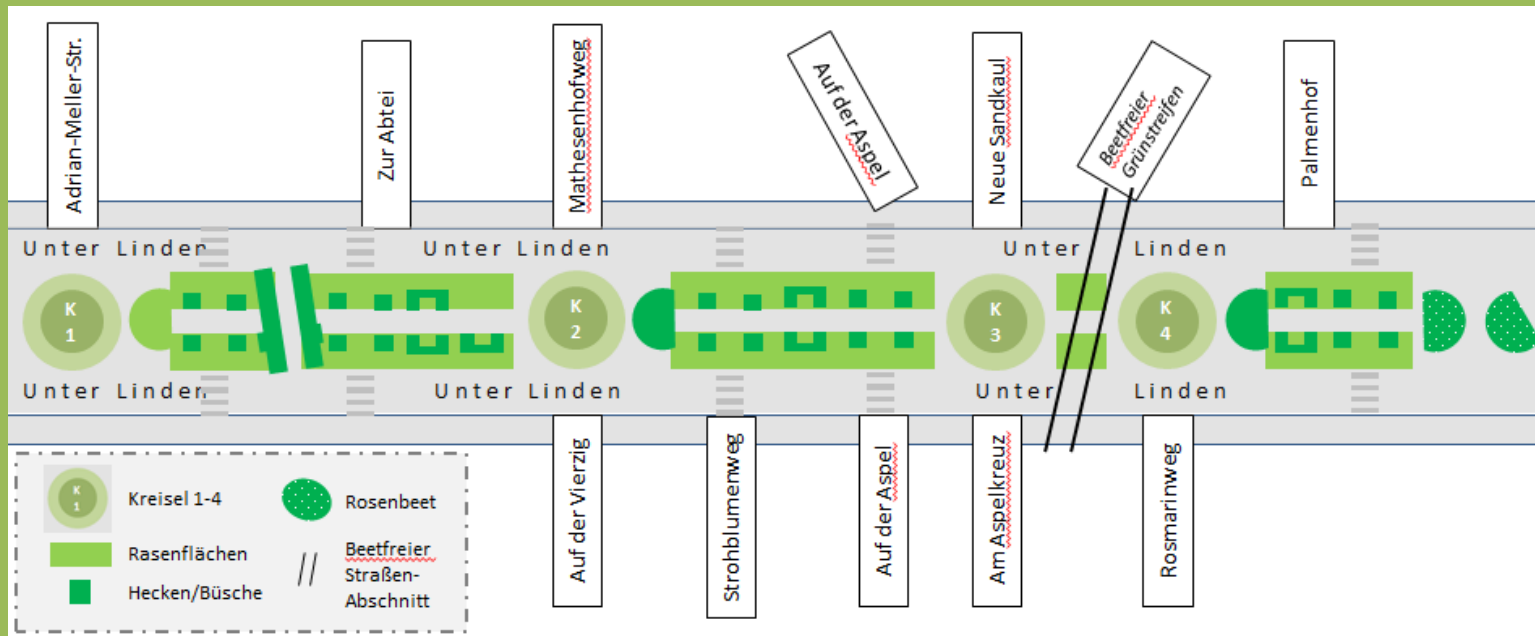 Adrian-Meller-Str.
Zur Abtei
Mathesenhofweg
Auf der Aspel
Neue Sandkaul
Beetfreier
Grünstreifen
Palmenhof
Unter Linden
Unter Linden
Unter Linden
K
1
K
2
K
3
K
4
Unter Linden
Unter Linden
Unter Linden
Auf der Vierzig
Strohblumenweg
Auf der Aspel
Am Aspelkreuz
Rosmarinweg
K
1
Kreisel 1-4
Rosenbeet
Rasenflächen
Beetfreier
Straßen-
Abschnitt
Hecken/Büsche